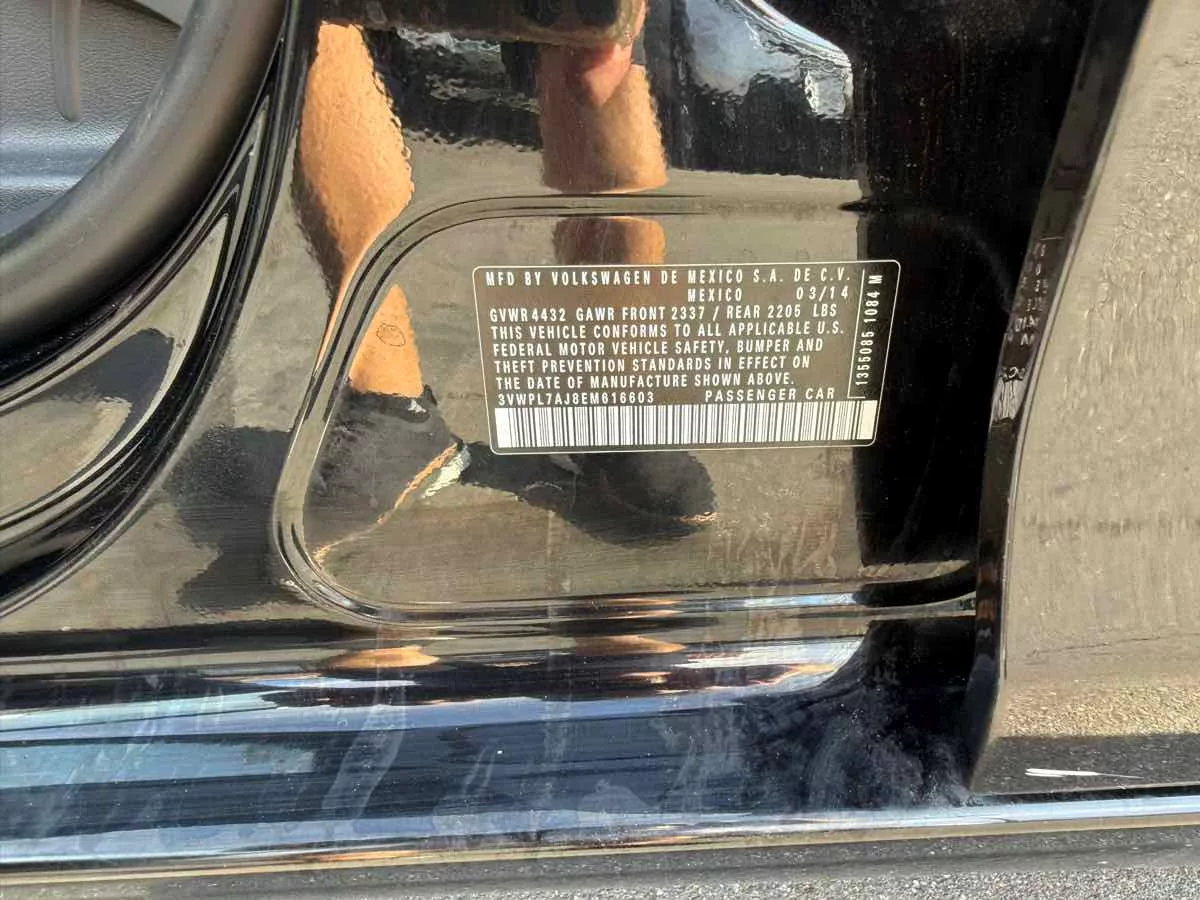 MFD BY VOLKSWAGEN DE MEXICO S.A. DE C.V.
MEXICO 03/14
GVWR 4432 GAWR FRONT 2337 / REAR 2205 LBS
THIS VEHICLE CONFORMS TO ALL APPLICABLE U.S.
FEDERAL MOTOR VEHICLE SAFETY, BUMPER AND
THEFT PREVENTION STANDARDS IN EFFECT ON
THE DATE OF MANUFACTURE SHOWN ABOVE.
3VWPL7AJ8EM616603 PASSENGER CAR
1355085 1084 M